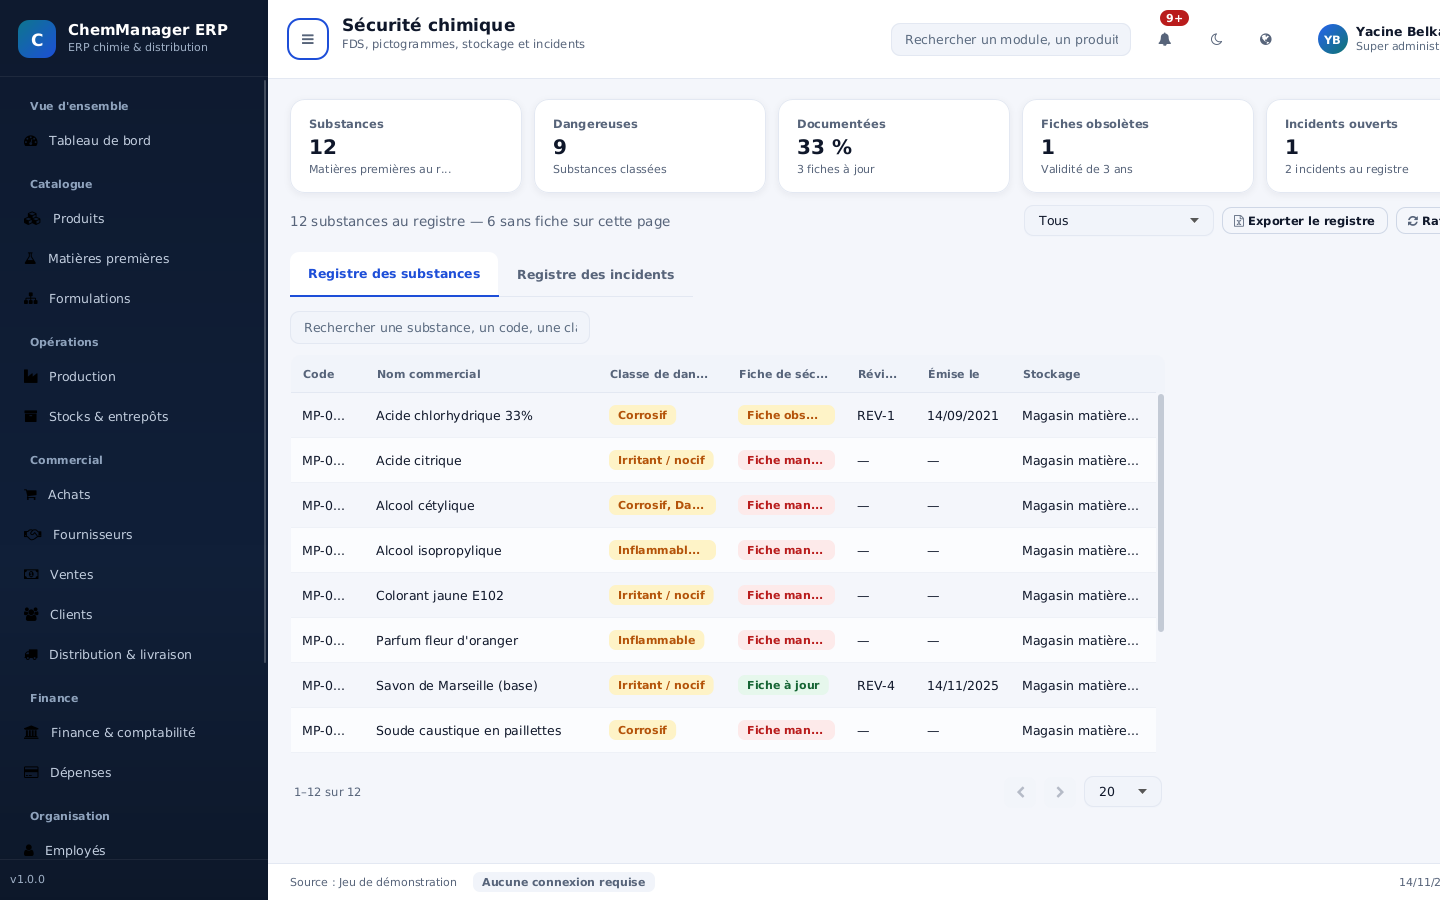 C
ChemManager ERP
ERP chimie & distribution
Vue d'ensemble
Tableau de bord
Catalogue
Produits
Matières premières
Formulations
Opérations
Production
Stocks & entrepôts
Commercial
Achats
Fournisseurs
Ventes
Clients
Distribution & livraison
Finance
Finance & comptabilité
Dépenses
Organisation
Employés
v1.0.0
Sécurité chimique
FDS, pictogrammes, stockage et incidents
Rechercher un module, un produit
9+
YB
Yacine
Super
Substances
12
Matières premières au r...
Dangereuses
9
Substances classées
Documentées
33 %
3 fiches à jour
Fiches obsolètes
1
Validité de 3 ans
Incidents ouverts
1
2 incidents au registre
12 substances au registre — 6 sans fiche sur cette page
Tous
Exporter le registre
Registre des substances
Registre des incidents
Rechercher une substance, un code, une
Code Nom commercial Classe de dan... Fiche de séc... Révi... Émise le Stockage
MP-0... Acide chlorhydrique 33% Corrosif Fiche obs... REV-1 14/09/2021 Magasin matière...
MP-0... Acide citrique Irritant / nocif Fiche man... — — Magasin matière...
MP-0... Alcool cétylique Corrosif, Da... Fiche man... — — Magasin matière...
MP-0... Alcool isopropylique Inflammabl... Fiche man... — — Magasin matière...
MP-0... Colorant jaune E102 Irritant / nocif Fiche man... — — Magasin matière...
MP-0... Parfum fleur d'oranger Inflammable Fiche man... — — Magasin matière...
MP-0... Savon de Marseille (base) Irritant / nocif Fiche à jour REV-4 14/11/2025 Magasin matière...
MP-0... Soude caustique en paillettes Corrosif Fiche man... — — Magasin matière...
1–12 sur 12
20
Source : Jeu de démonstration
Aucune connexion requise